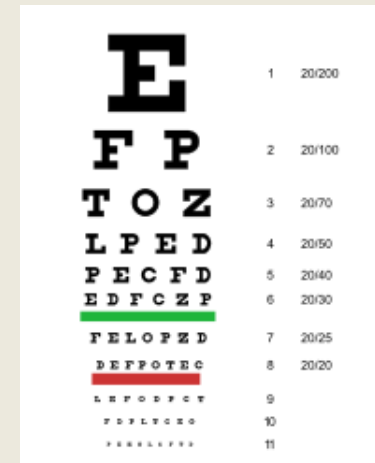 E 1 20/200
F P 2 20/100
T O Z 3 20/70
L P E D 4 20/50
P E C F D 5 20/40
E D F C Z P 6 20/30
F E L O P Z D 7 20/25
D E F P O T E C 8 20/20
L E F O D P C T 9
F D P L T C E O 10
11